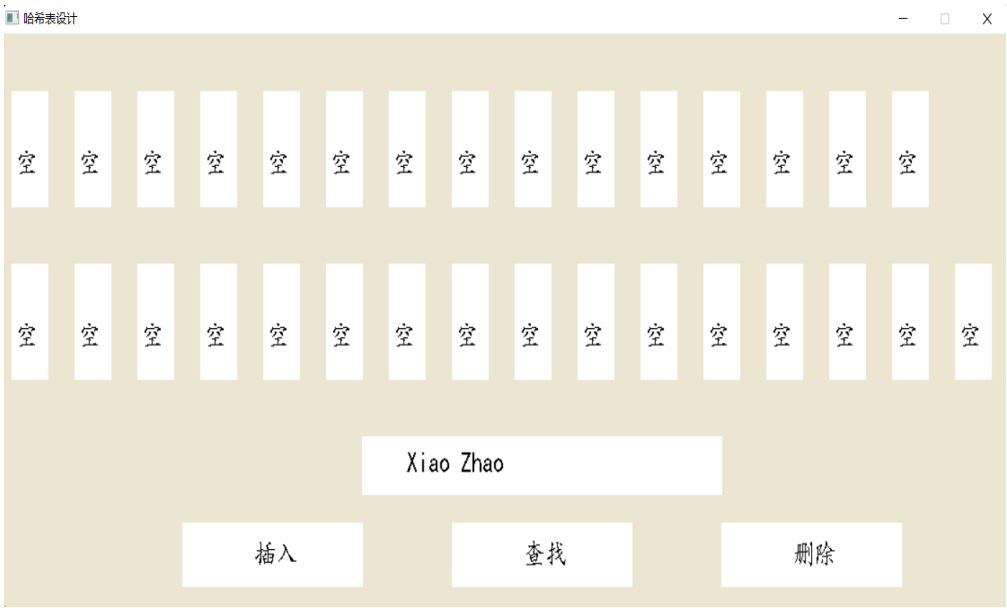 哈希表设计
空 空 空 空 空 空 空 空 空 空 空 空 空 空 空
空 空 空 空 空 空 空 空 空 空 空 空 空 空 空 空
Xiao Zhao
插入 查找 删除